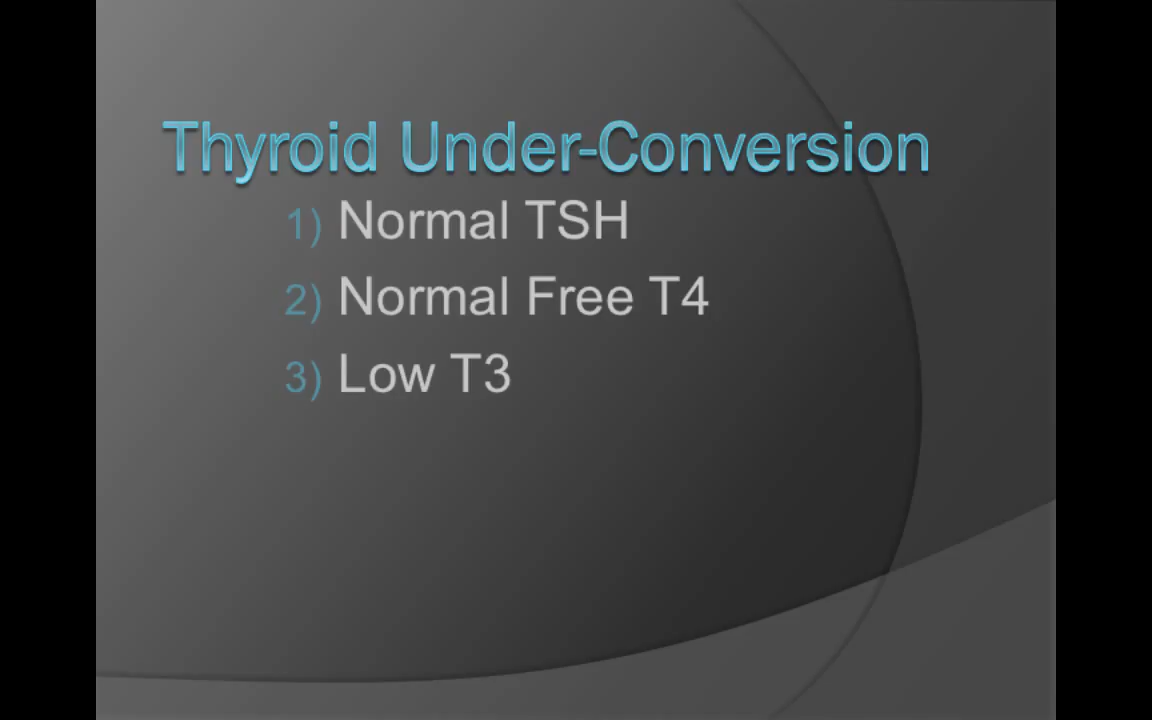 Thyroid Under-Conversion
1) Normal TSH
2) Normal Free T4
3) Low T3